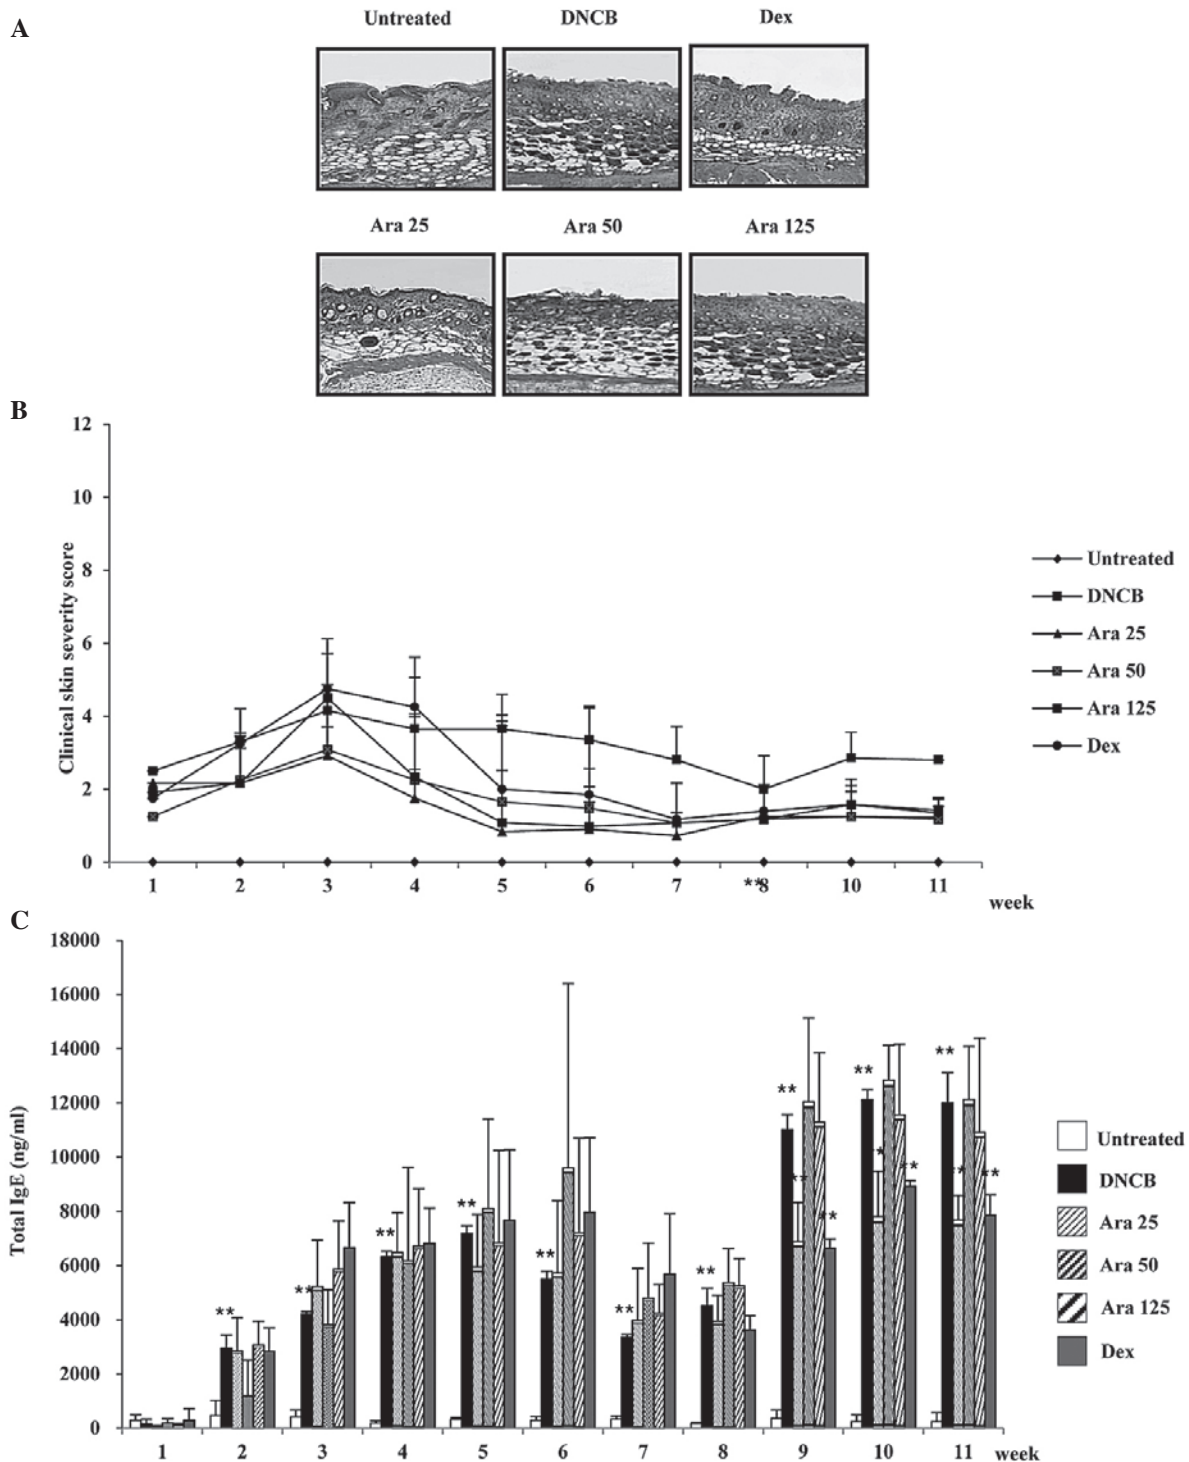 A
Untreated DNCB Dex
Ara 25 Ara 50 Ara 125
B
12
10
8
6
4
2
0
Clinical skin severity score
1 2 3 4 5 6 7 **8 10 11
week
Untreated
DNCB
Ara 25
Ara 50
Ara 125
Dex
C
18000
16000
14000
12000
10000
8000
6000
4000
2000
0
Total IgE (ng/ml)
** ** ** ** ** ** ** ** ** **
** ** ** ** ** **
1 2 3 4 5 6 7 8 9 10 11 week
Untreated
DNCB
Ara 25
Ara 50
Ara 125
Dex